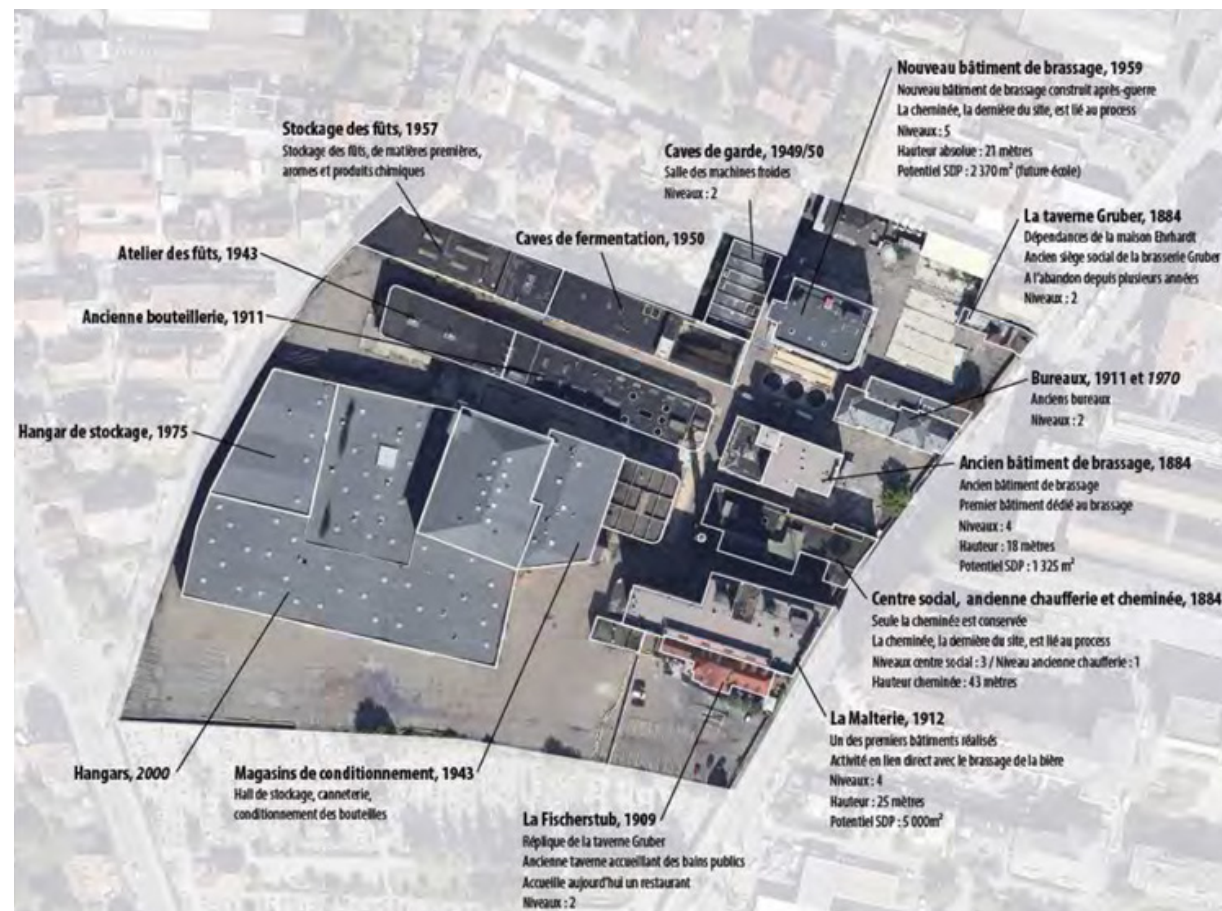 Nouveau bâtiment de brassage, 1959
Nouveau bâtiment de brassage construit après-guerre
La cheminée, la dernière du site, est lié au process
Niveaux : 5
Hauteur absolue : 21 mètres
Potentiel SDP : 2 370 m² (future école)
Stockage des fûts, 1957
Stockage des fûts, de matières premières,
aromes et produits chimiques
Caves de garde, 1949/50
Salle des machines froides
Niveaux : 2
La taverne Gruber, 1884
Dépendances de la maison Ehrhardt
Ancien siège social de la brasserie Gruber
A l'abandon depuis plusieurs années
Niveaux : 2
Caves de fermentation, 1950
Atelier des fûts, 1943
Ancienne bouteillerie, 1911
Bureaux, 1911 et 1970
Anciens bureaux
Niveaux : 2
Hangar de stockage, 1975
Ancien bâtiment de brassage, 1884
Ancien bâtiment de brassage
Premier bâtiment dédié au brassage
Niveaux : 4
Hauteur : 18 mètres
Potentiel SDP : 1 325 m²
Centre social, ancienne chaufferie et cheminée, 1884
Seule la cheminée est conservée
La cheminée, la dernière du site, est lié au process
Niveaux centre social : 3 / Niveau ancienne chaufferie : 1
Hauteur cheminée : 43 mètres
La Malterie, 1912
Un des premiers bâtiments réalisés
Activité en lien direct avec le brassage de la bière
Niveaux : 4
Hauteur : 25 mètres
Potentiel SDP : 5 000m²
Hangars, 2000
Magasins de conditionnement, 1943
Hall de stockage, canneterie,
conditionnement des bouteilles
La Fischerstub, 1909
Réplique de la taverne Gruber
Ancienne taverne accueillant des bains publics
Accueille aujourd'hui un restaurant
Niveaux : 2